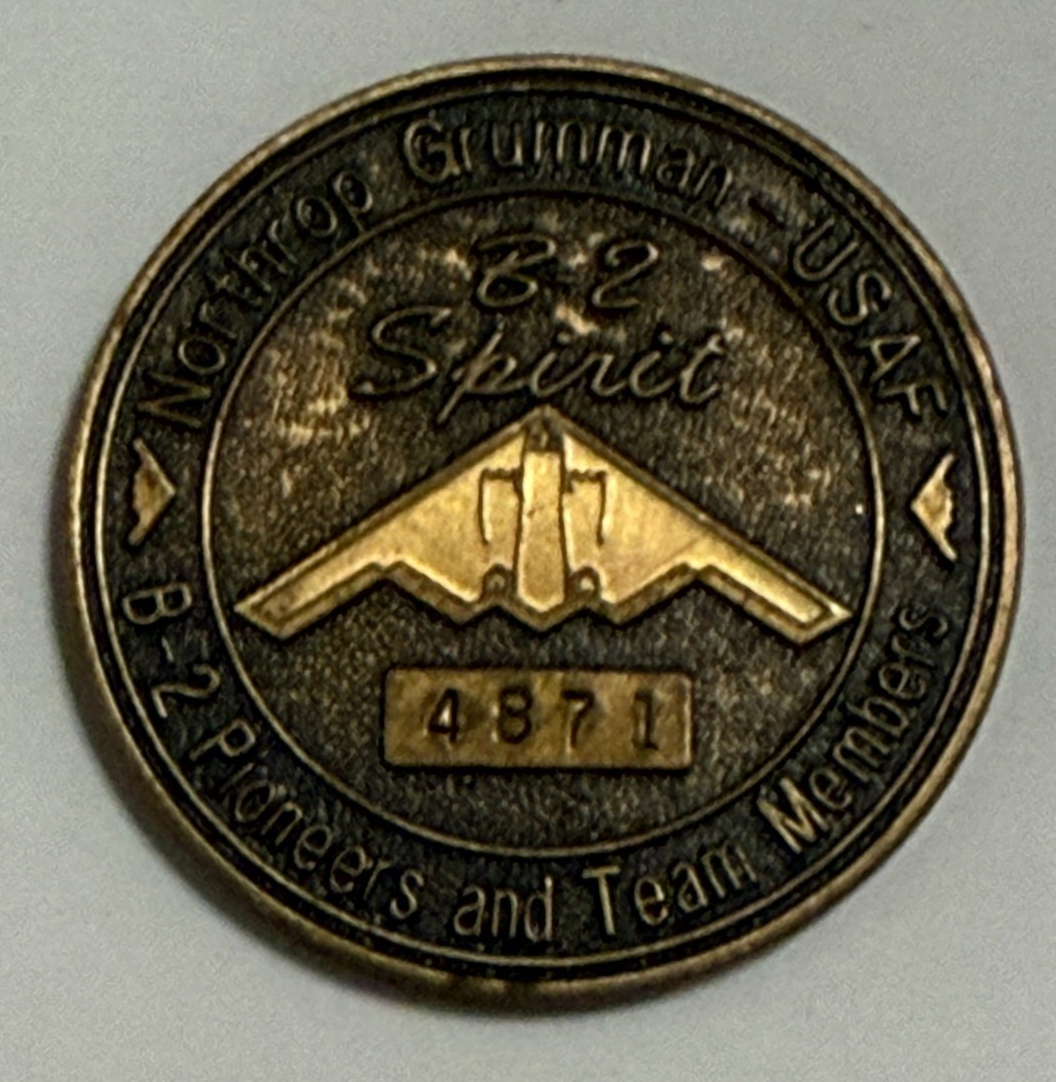 Northrop Grumman - USAF
B-2
Spirit
4871
B-2 Pioneers and Team Members